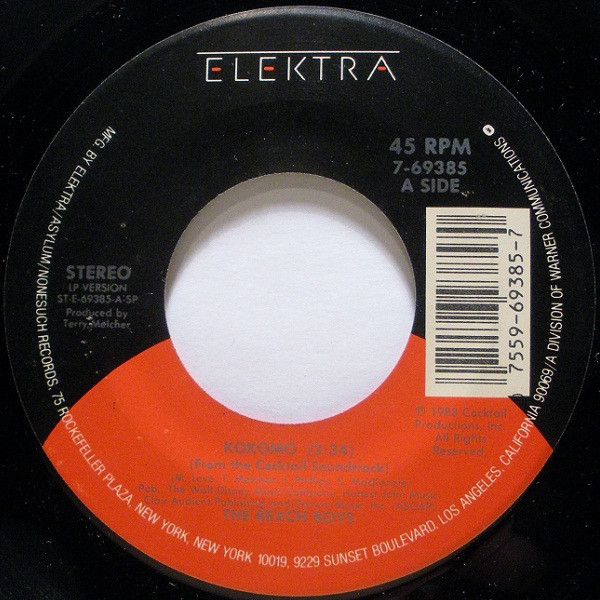 ELEKTRA
45 RPM
7-69385
A SIDE
STEREO
LP VERSION
ST-E-69385-A-SP
Produced by
Terry Melcher
7559-69385-7
℗ 1988 Cocktail
Productions, Inc.
All Rights
Reserved.
KOKOMO (3:34)
(From the Cocktail Soundtrack)
THE BEACH BOYS
MFG. BY ELEKTRA/ASYLUM/NONESUCH RECORDS, 75 ROCKEFELLER PLAZA, NEW YORK, NEW YORK 10019, 9229 SUNSET BOULEVARD, LOS ANGELES, CALIFORNIA 90069/A DIVISION OF WARNER COMMUNICATIONS